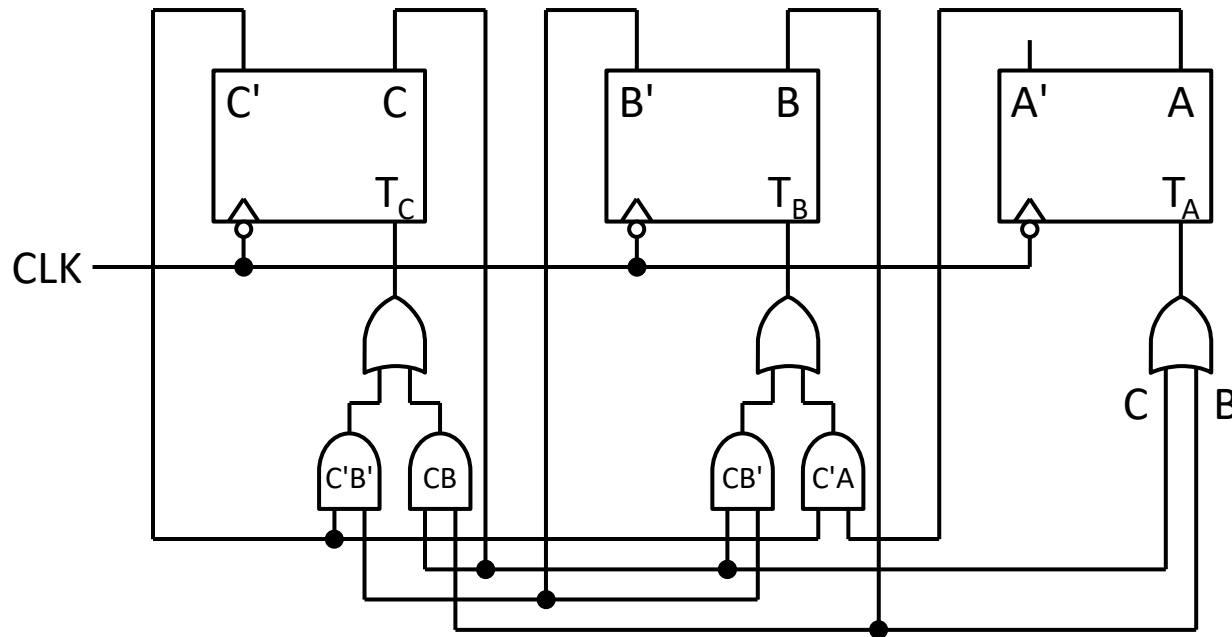 C' C B' B A' A
T_C T_B T_A
CLK
C B
C'B' CB CB' C'A